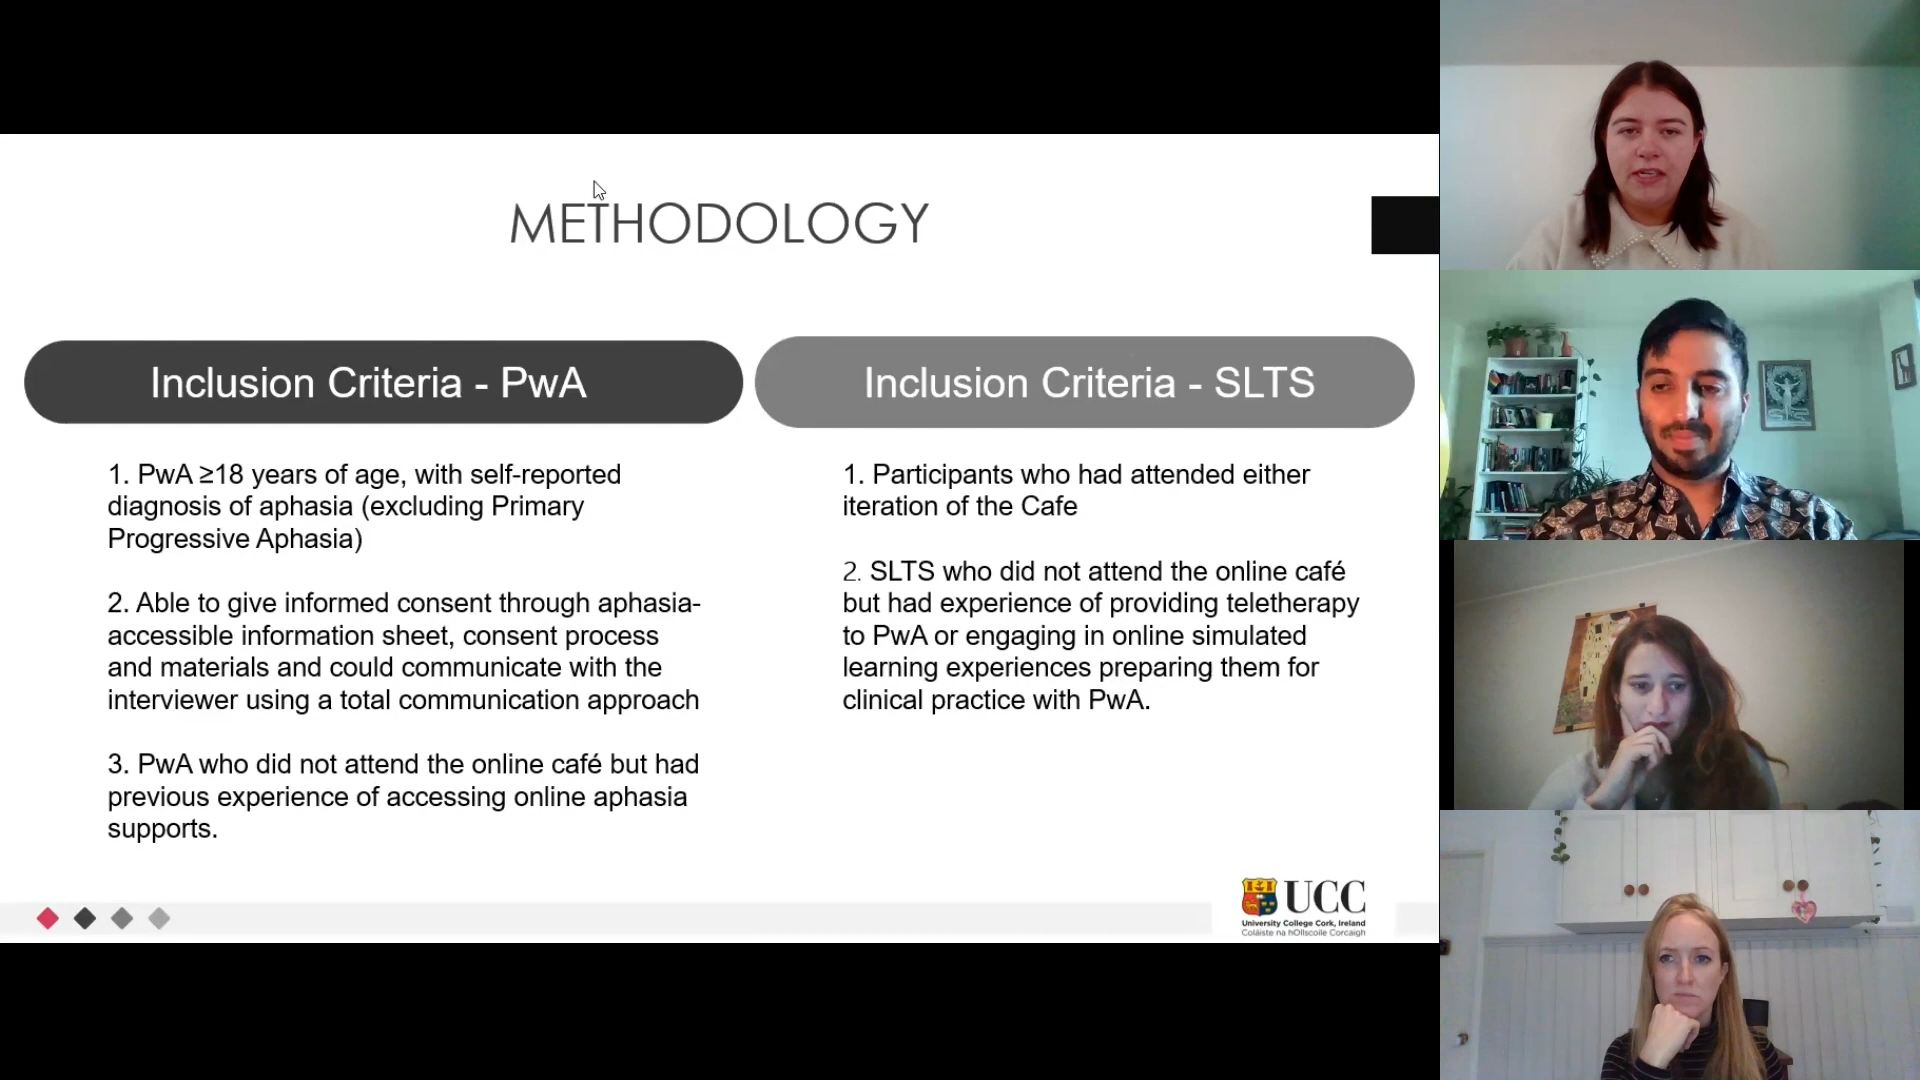 METHODOLOGY
Inclusion Criteria - PwA
1. PwA ≥18 years of age, with self-reported
diagnosis of aphasia (excluding Primary
Progressive Aphasia)
2. Able to give informed consent through aphasia-
accessible information sheet, consent process
and materials and could communicate with the
interviewer using a total communication approach
3. PwA who did not attend the online café but had
previous experience of accessing online aphasia
supports.
Inclusion Criteria - SLTS
1. Participants who had attended either
iteration of the Cafe
2. SLTS who did not attend the online café
but had experience of providing teletherapy
to PwA or engaging in online simulated
learning experiences preparing them for
clinical practice with PwA.
UCC
University College Cork, Ireland
Coláiste na hOllscoile Corcaigh